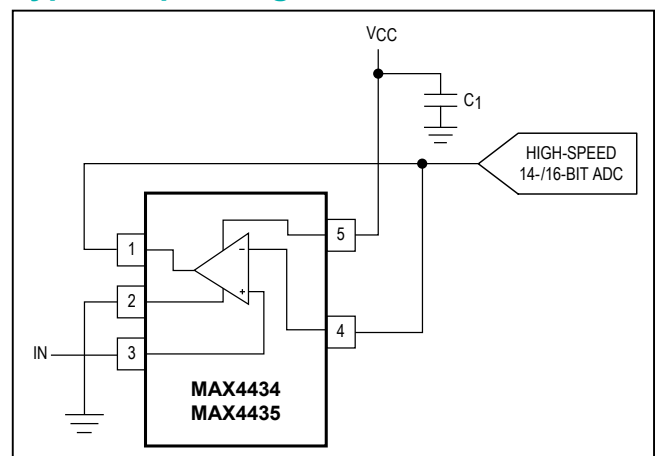 VCC
C1
HIGH-SPEED
14-/16-BIT ADC
1
5
-
2
+
4
IN
3
MAX4434
MAX4435